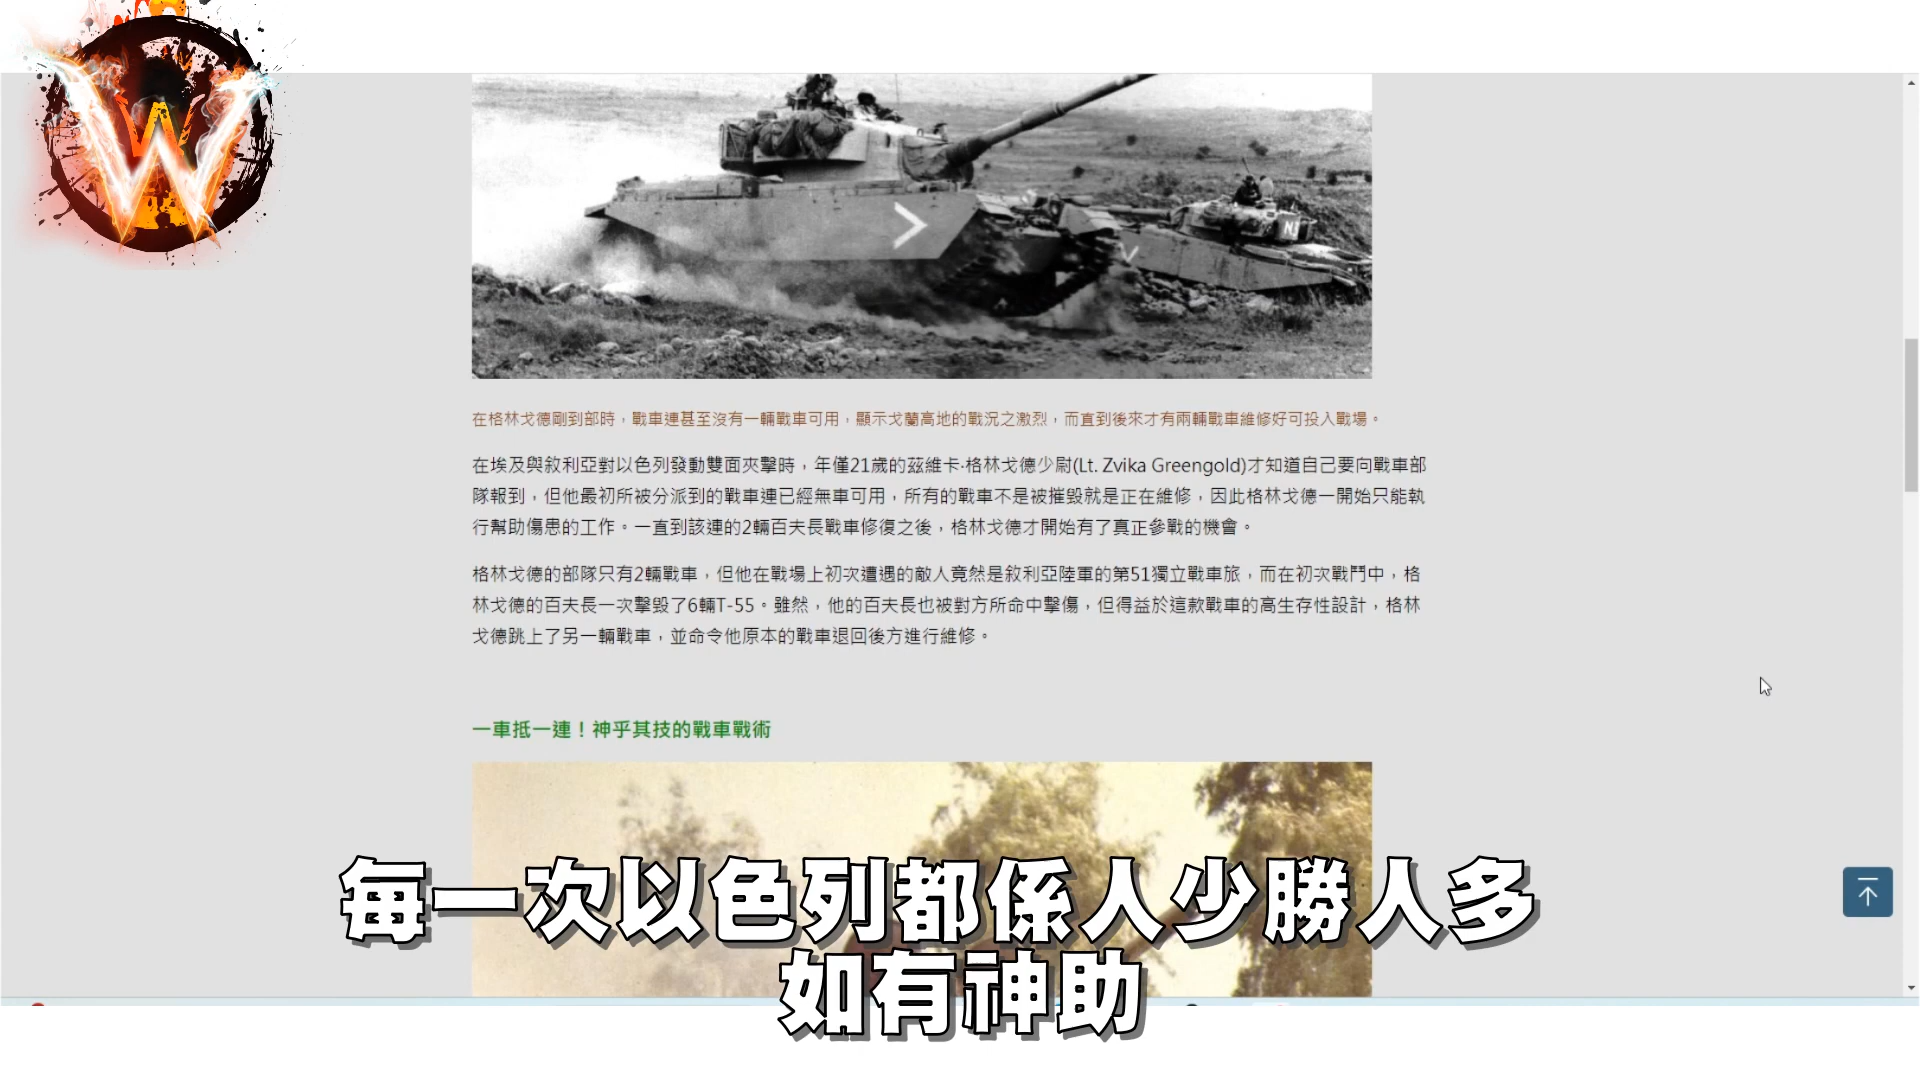 W
N
在格林戈德剛到部時，戰車連甚至沒有一輛戰車可用，顯示戈蘭高地的戰況之激烈，而直到後來才有兩輛戰車維修好可投入戰場。
在埃及與敘利亞對以色列發動雙面夾擊時，年僅21歲的茲維卡·格林戈德少尉(Lt. Zvika Greengold)才知道自己要向戰車部
隊報到，但他最初所被分派到的戰車連已經無車可用，所有的戰車不是被摧毀就是正在維修，因此格林戈德一開始只能執
行幫助傷患的工作。一直到該連的2輛百夫長戰車修復之後，格林戈德才開始有了真正參戰的機會。
格林戈德的部隊只有2輛戰車，但他在戰場上初次遭遇的敵人竟然是敘利亞陸軍的第51獨立戰車旅，而在初次戰鬥中，格
林戈德的百夫長一次擊毀了6輛T-55。雖然，他的百夫長也被對方所命中擊傷，但得益於這款戰車的高生存性設計，格林
戈德跳上了另一輛戰車，並命令他原本的戰車退回後方進行維修。
一車抵一連！神乎其技的戰車戰術
每一次以色列都係人少勝人多
如有神助